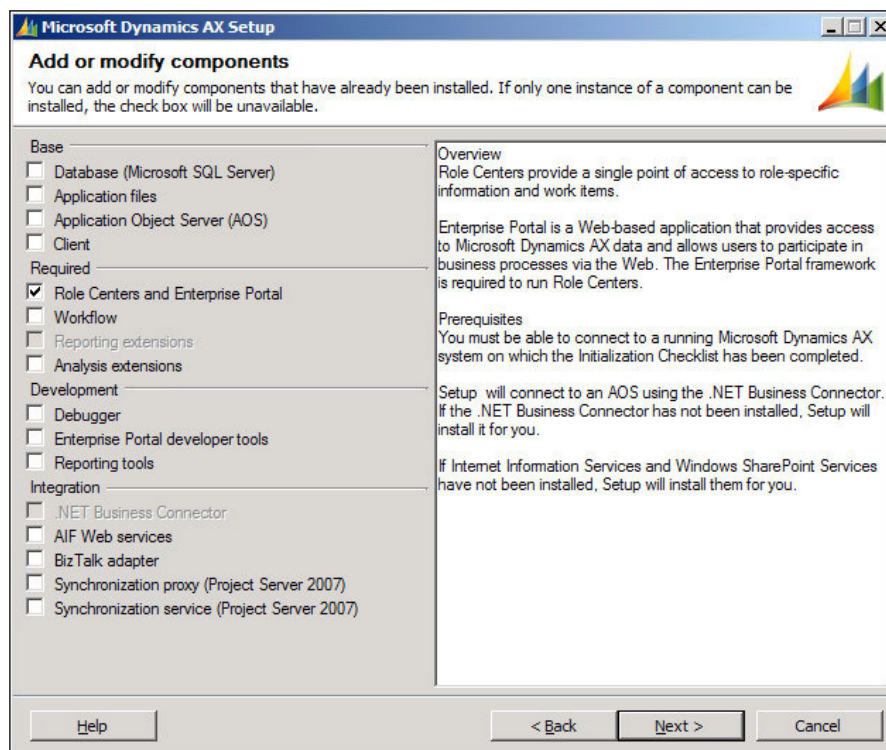 Microsoft Dynamics AX Setup
Add or modify components
You can add or modify components that have already been installed. If only one instance of a component can be
installed, the check box will be unavailable.
Base
Database (Microsoft SQL Server)
Application files
Application Object Server (AOS)
Client
Required
Role Centers and Enterprise Portal
Workflow
Reporting extensions
Analysis extensions
Development
Debugger
Enterprise Portal developer tools
Reporting tools
Integration
.NET Business Connector
AIF Web services
BizTalk adapter
Synchronization proxy (Project Server 2007)
Synchronization service (Project Server 2007)
Overview
Role Centers provide a single point of access to role-specific
information and work items.
Enterprise Portal is a Web-based application that provides access
to Microsoft Dynamics AX data and allows users to participate in
business processes via the Web. The Enterprise Portal framework
is required to run Role Centers.
Prerequisites
You must be able to connect to a running Microsoft Dynamics AX
system on which the Initialization Checklist has been completed.
Setup will connect to an AOS using the .NET Business Connector.
If the .NET Business Connector has not been installed, Setup will
install it for you.
If Internet Information Services and Windows SharePoint Services
have not been installed, Setup will install them for you.
Help
< Back
Next >
Cancel